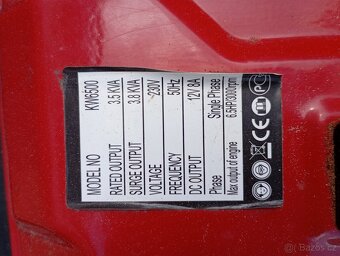 MODEL NO KW6500
RATED OUTPUT 3.5 KVA
SURGE OUTPUT 3.8 KVA
VOLTAGE ~230V
FREQUENCY 50Hz
DC OUTPUT 12V 8A
Phase Single Phase
Max output of engine 6.5HP/3000rpm
CE
Bazos.cz